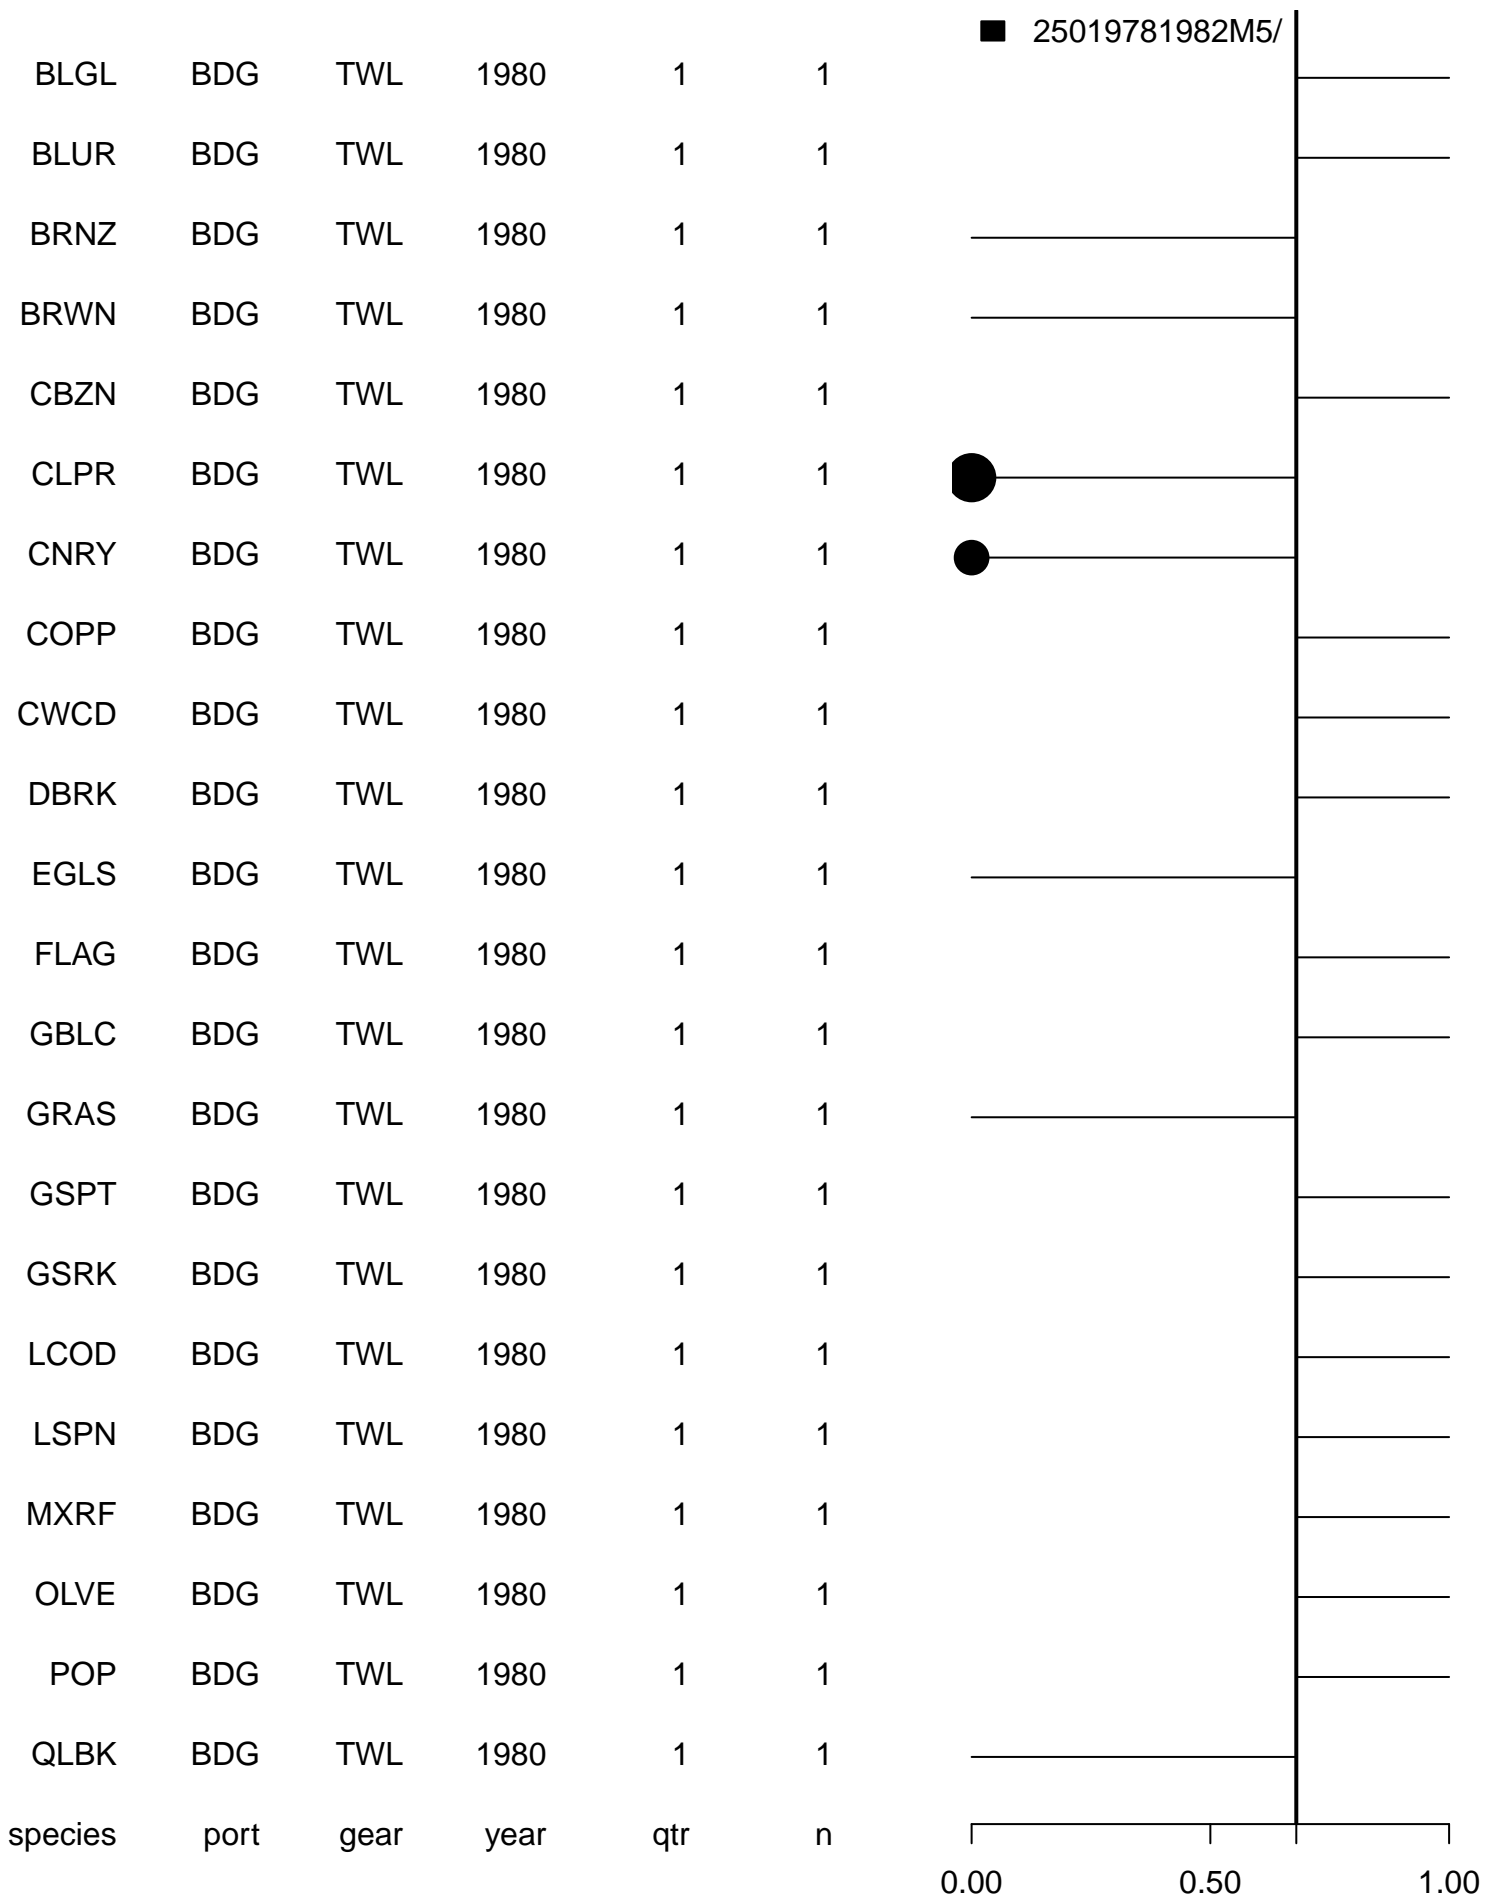 25019781982M5/
BLGL BDG TWL 1980 1 1
BLUR BDG TWL 1980 1 1
BRNZ BDG TWL 1980 1 1
BRWN BDG TWL 1980 1 1
CBZN BDG TWL 1980 1 1
CLPR BDG TWL 1980 1 1
CNRY BDG TWL 1980 1 1
COPP BDG TWL 1980 1 1
CWCD BDG TWL 1980 1 1
DBRK BDG TWL 1980 1 1
EGLS BDG TWL 1980 1 1
FLAG BDG TWL 1980 1 1
GBLC BDG TWL 1980 1 1
GRAS BDG TWL 1980 1 1
GSPT BDG TWL 1980 1 1
GSRK BDG TWL 1980 1 1
LCOD BDG TWL 1980 1 1
LSPN BDG TWL 1980 1 1
MXRF BDG TWL 1980 1 1
OLVE BDG TWL 1980 1 1
POP BDG TWL 1980 1 1
QLBK BDG TWL 1980 1 1
species port gear year qtr n
0.00 0.50 1.00